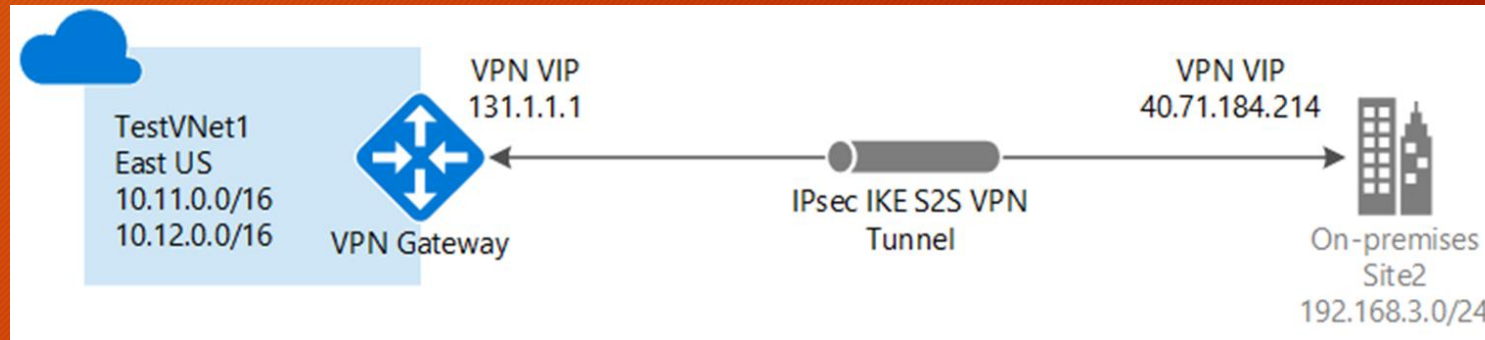 TestVNet1
East US
10.11.0.0/16
10.12.0.0/16
VPN VIP
131.1.1.1
VPN Gateway
IPsec IKE S2S VPN
Tunnel
VPN VIP
40.71.184.214
On-premises
Site2
192.168.3.0/24